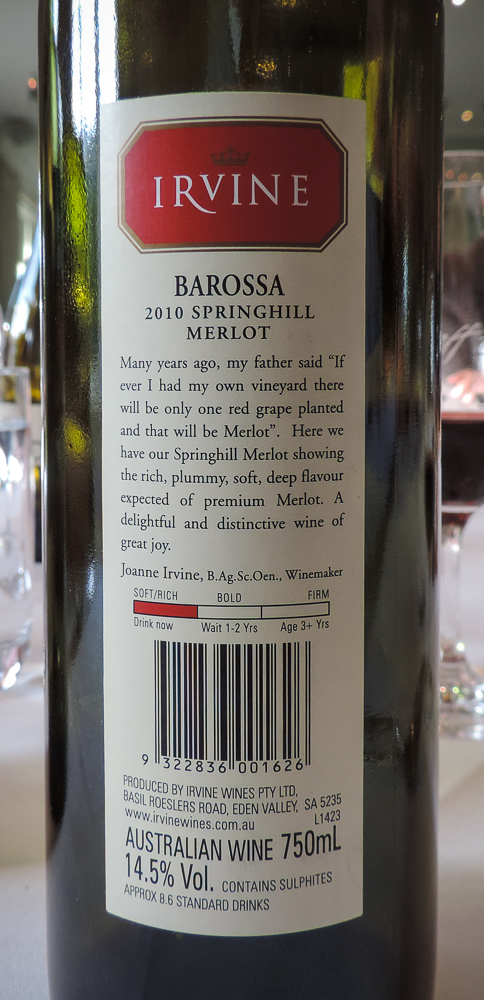 IRVINE
BAROSSA
2010 SPRINGHILL
MERLOT
Many years ago, my father said “If
ever I had my own vineyard there
will be only one red grape planted
and that will be Merlot”. Here we
have our Springhill Merlot showing
the rich, plummy, soft, deep flavour
expected of premium Merlot. A
delightful and distinctive wine of
great joy.
Joanne Irvine, B.Ag.Sc.Oen., Winemaker
SOFT/RICH BOLD FIRM
Drink now Wait 1-2 Yrs Age 3+ Yrs
9 322836 001626
PRODUCED BY IRVINE WINES PTY LTD,
BASIL ROESLERS ROAD, EDEN VALLEY, SA 5235
www.irvinewines.com.au L1423
AUSTRALIAN WINE 750mL
14.5% Vol. CONTAINS SULPHITES
APPROX 8.6 STANDARD DRINKS